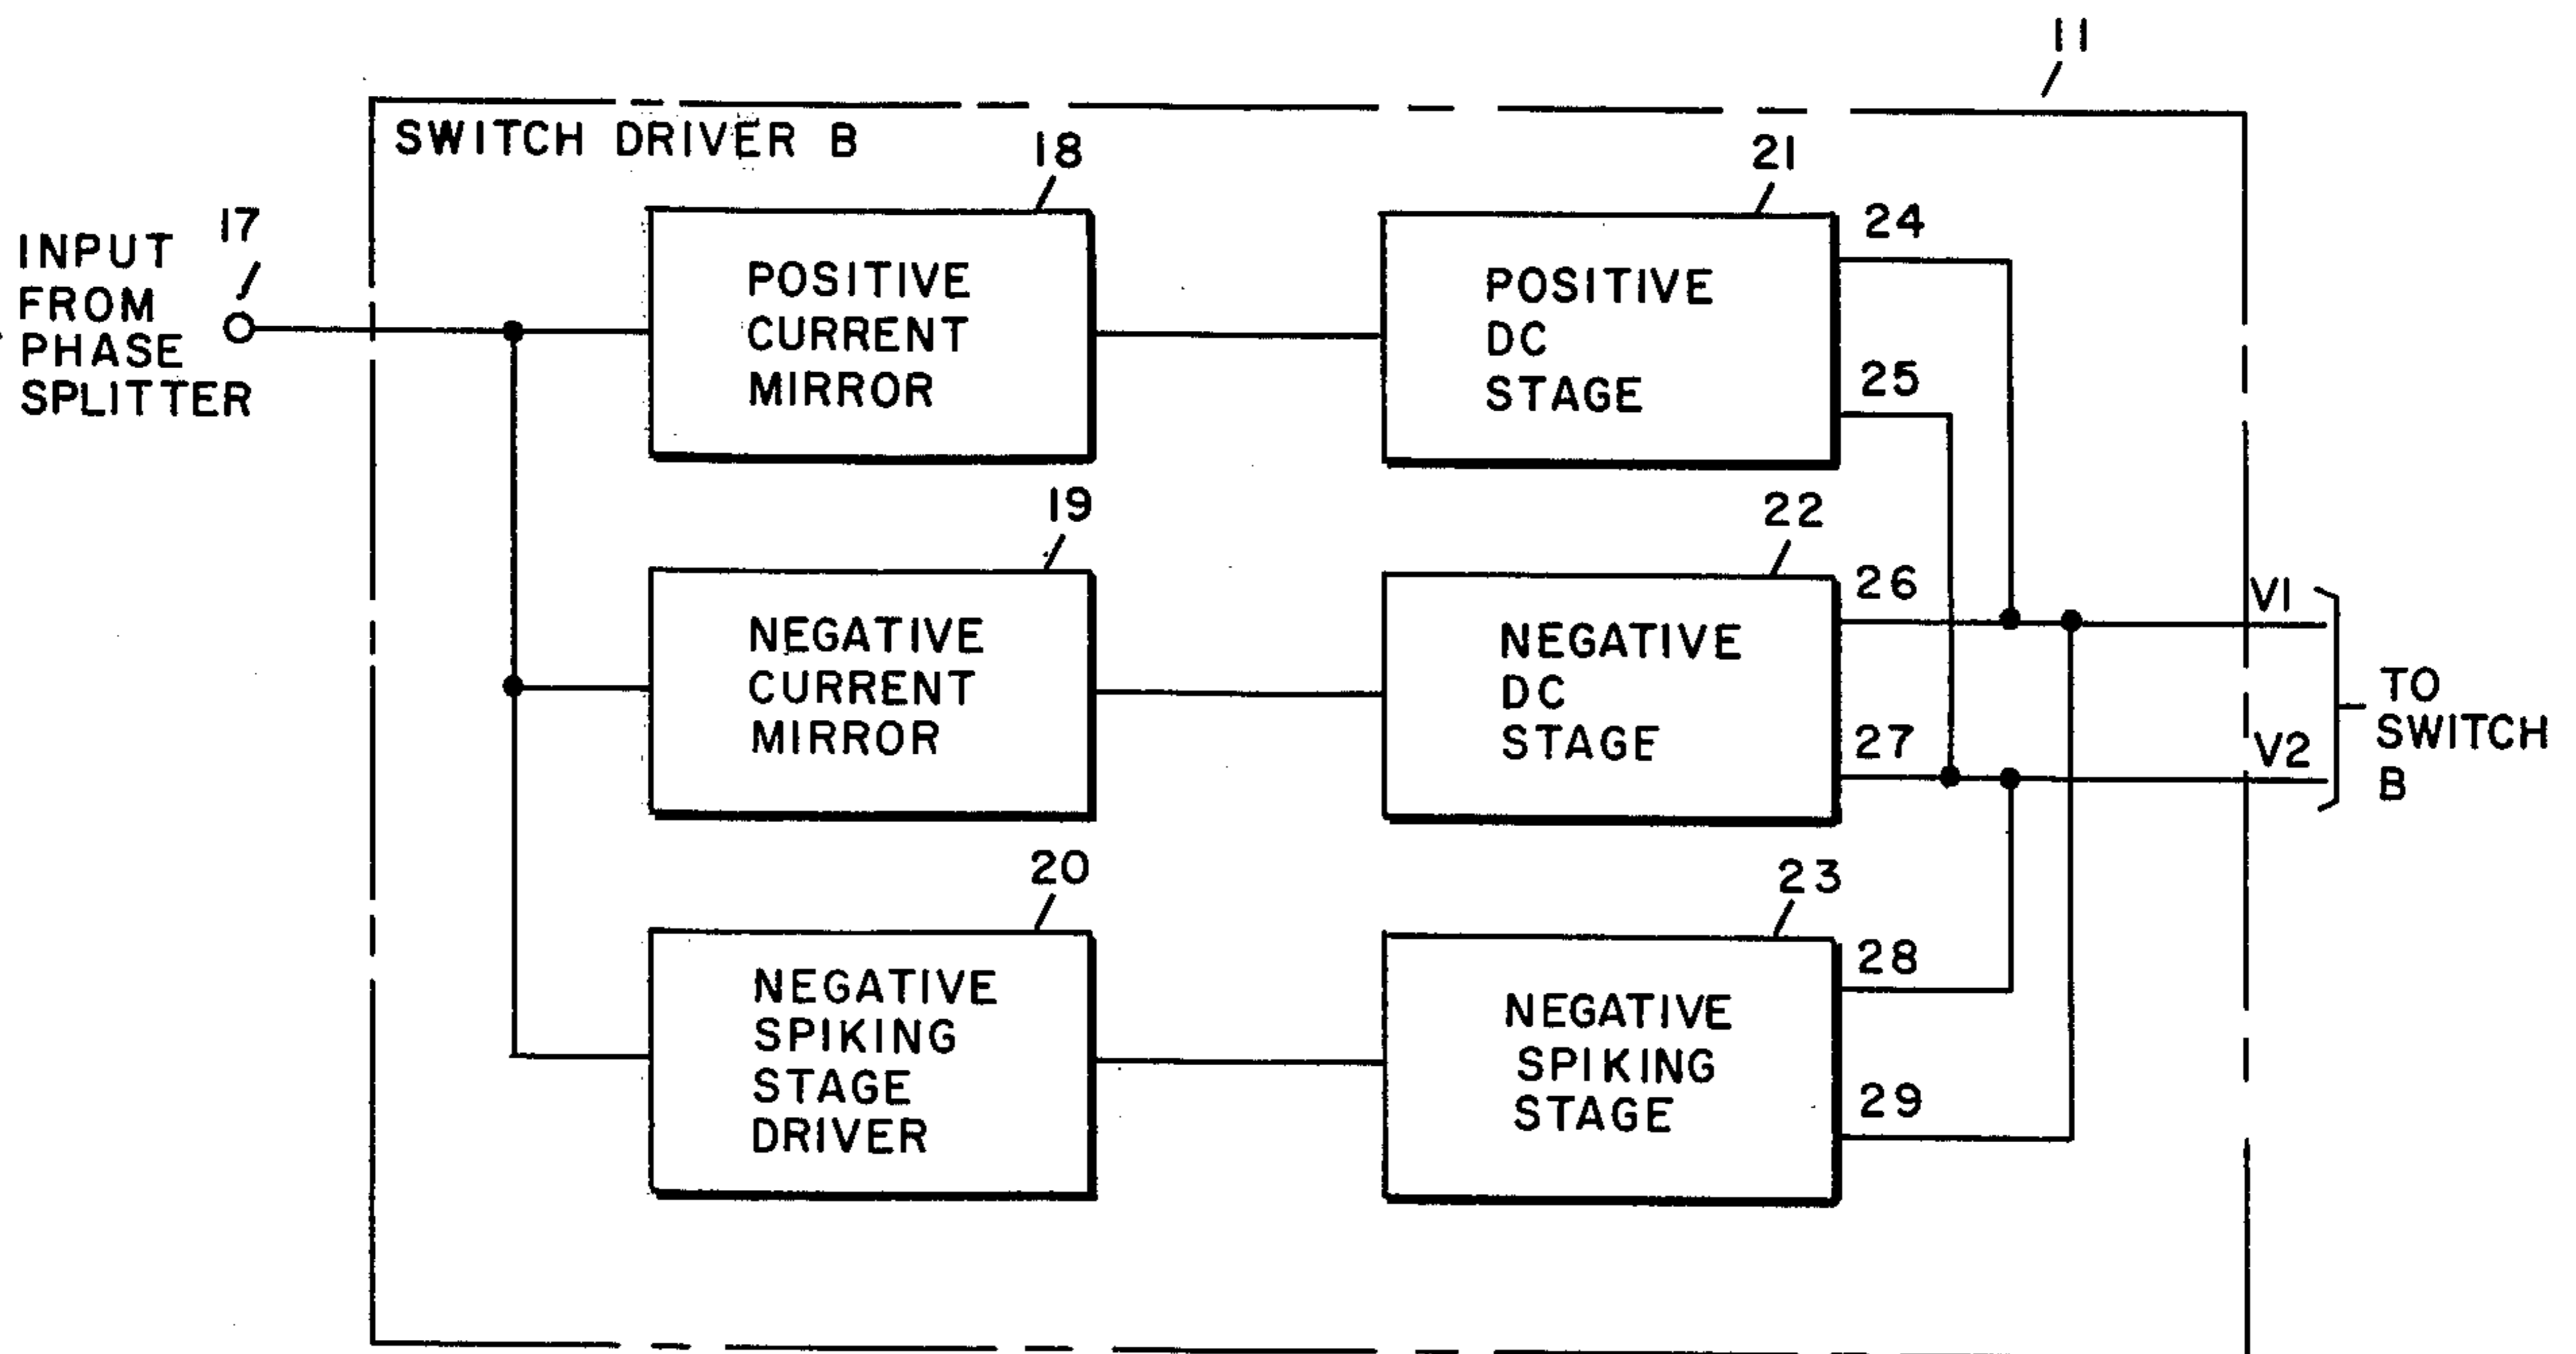 11
SWITCH DRIVER B
17
INPUT
FROM
PHASE
SPLITTER
18
POSITIVE
CURRENT
MIRROR
21
POSITIVE
DC
STAGE
24
25
19
NEGATIVE
CURRENT
MIRROR
22
NEGATIVE
DC
STAGE
26
27
V1
V2
TO
SWITCH
B
20
NEGATIVE
SPIKING
STAGE
DRIVER
23
NEGATIVE
SPIKING
STAGE
28
29